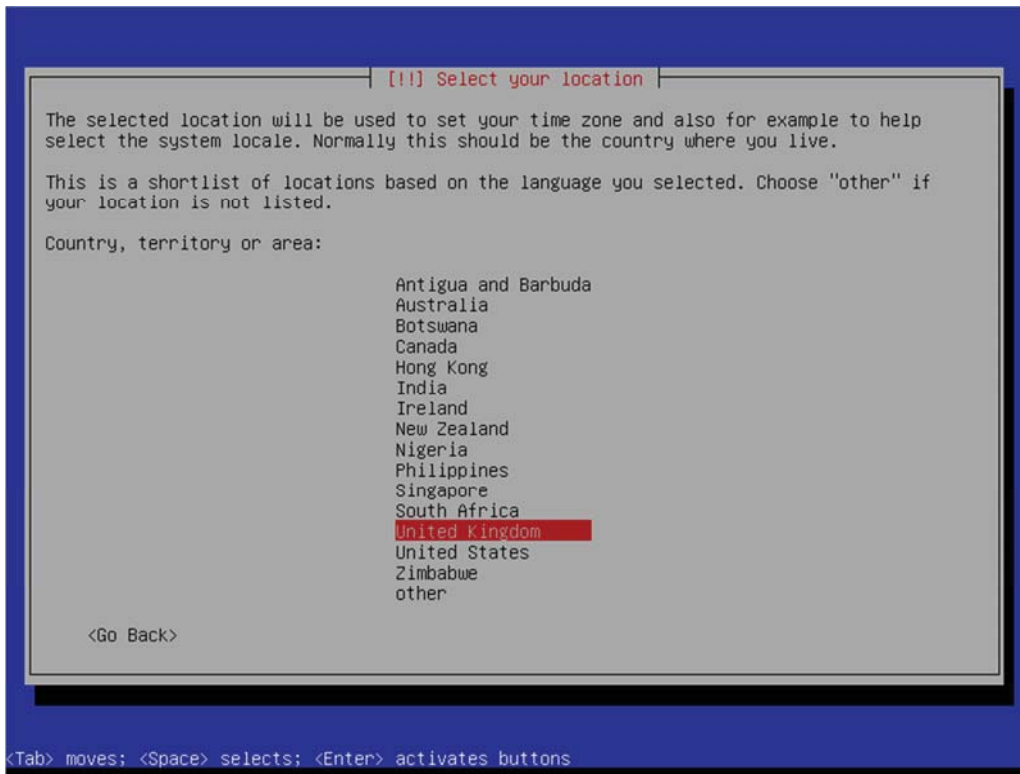 [!!] Select your location
The selected location will be used to set your time zone and also for example to help
select the system locale. Normally this should be the country where you live.
This is a shortlist of locations based on the language you selected. Choose "other" if
your location is not listed.
Country, territory or area:
Antigua and Barbuda
Australia
Botswana
Canada
Hong Kong
India
Ireland
New Zealand
Nigeria
Philippines
Singapore
South Africa
United Kingdom
United States
Zimbabwe
other
<Go Back>
<Tab> moves; <Space> selects; <Enter> activates buttons